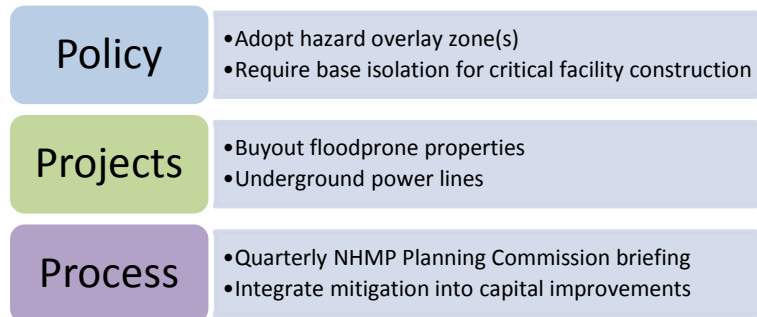 Policy
•Adopt hazard overlay zone(s)
•Require base isolation for critical facility construction
Projects
•Buyout floodprone properties
•Underground power lines
Process
•Quarterly NHMP Planning Commission briefing
•Integrate mitigation into capital improvements